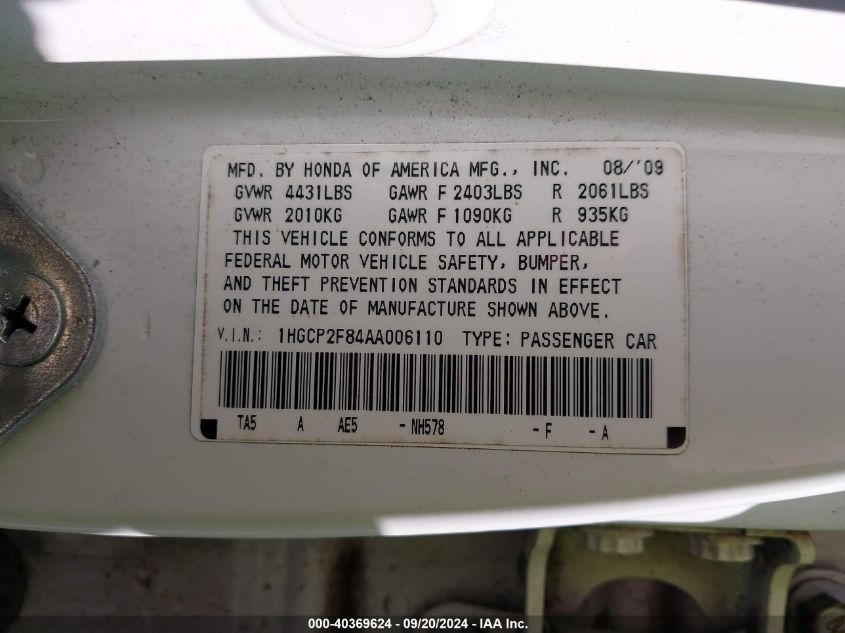 MFD. BY HONDA OF AMERICA MFG., INC. 08/'09
GVWR 4431LBS GAWR F 2403LBS R 2061LBS
GVWR 2010KG GAWR F 1090KG R 935KG
THIS VEHICLE CONFORMS TO ALL APPLICABLE
FEDERAL MOTOR VEHICLE SAFETY, BUMPER,
AND THEFT PREVENTION STANDARDS IN EFFECT
ON THE DATE OF MANUFACTURE SHOWN ABOVE.
V.I.N.: 1HGCP2F84AA006110 TYPE: PASSENGER CAR
TA5 A AE5 - NH578 - F - A
000-40369624 - 09/20/2024 - IAA Inc.